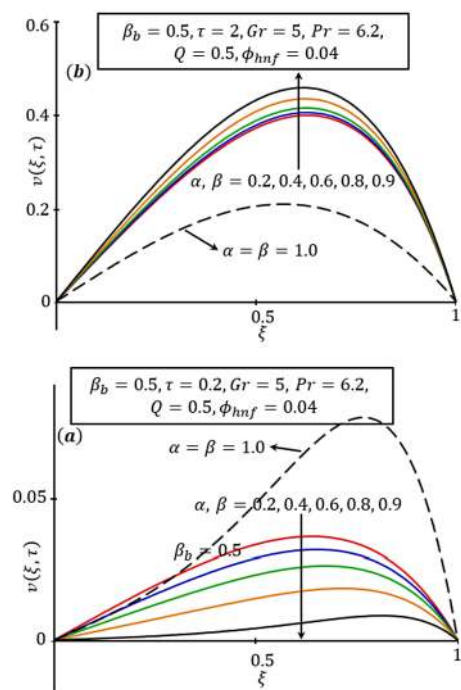 0.6
β_b = 0.5, τ = 2, Gr = 5, Pr = 6.2,
Q = 0.5, ϕ_hnf = 0.04
(b)
0.4
v(ξ, τ)
α, β = 0.2, 0.4, 0.6, 0.8, 0.9
0.2
α = β = 1.0
0
0.5
1
ξ
β_b = 0.5, τ = 0.2, Gr = 5, Pr = 6.2,
Q = 0.5, ϕ_hnf = 0.04
(a)
α = β = 1.0
0.05
α, β = 0.2, 0.4, 0.6, 0.8, 0.9
v(ξ, τ)
β_b = 0.5
0
0.5
1
ξ